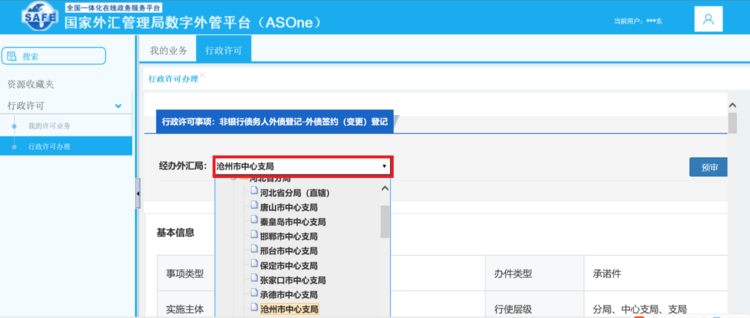 全国一体化在线政务服务平台
SAFE
国家外汇管理局数字外管平台（ASOne）
当前用户：***系
搜索
我的业务
行政许可
资源收藏夹
行政许可办理
行政许可
我的许可业务
行政许可办理
行政许可事项：非银行债务人外债登记-外债签约（变更）登记
经办外汇局：
沧州市中心支局
预审
河北省分局
河北省分局（直辖）
唐山市中心支局
秦皇岛市中心支局
邯郸市中心支局
邢台市中心支局
保定市中心支局
张家口市中心支局
承德市中心支局
沧州市中心支局
基本信息
事项类型
办件类型
承诺件
实施主体
行使层级
分局、中心支局、支局